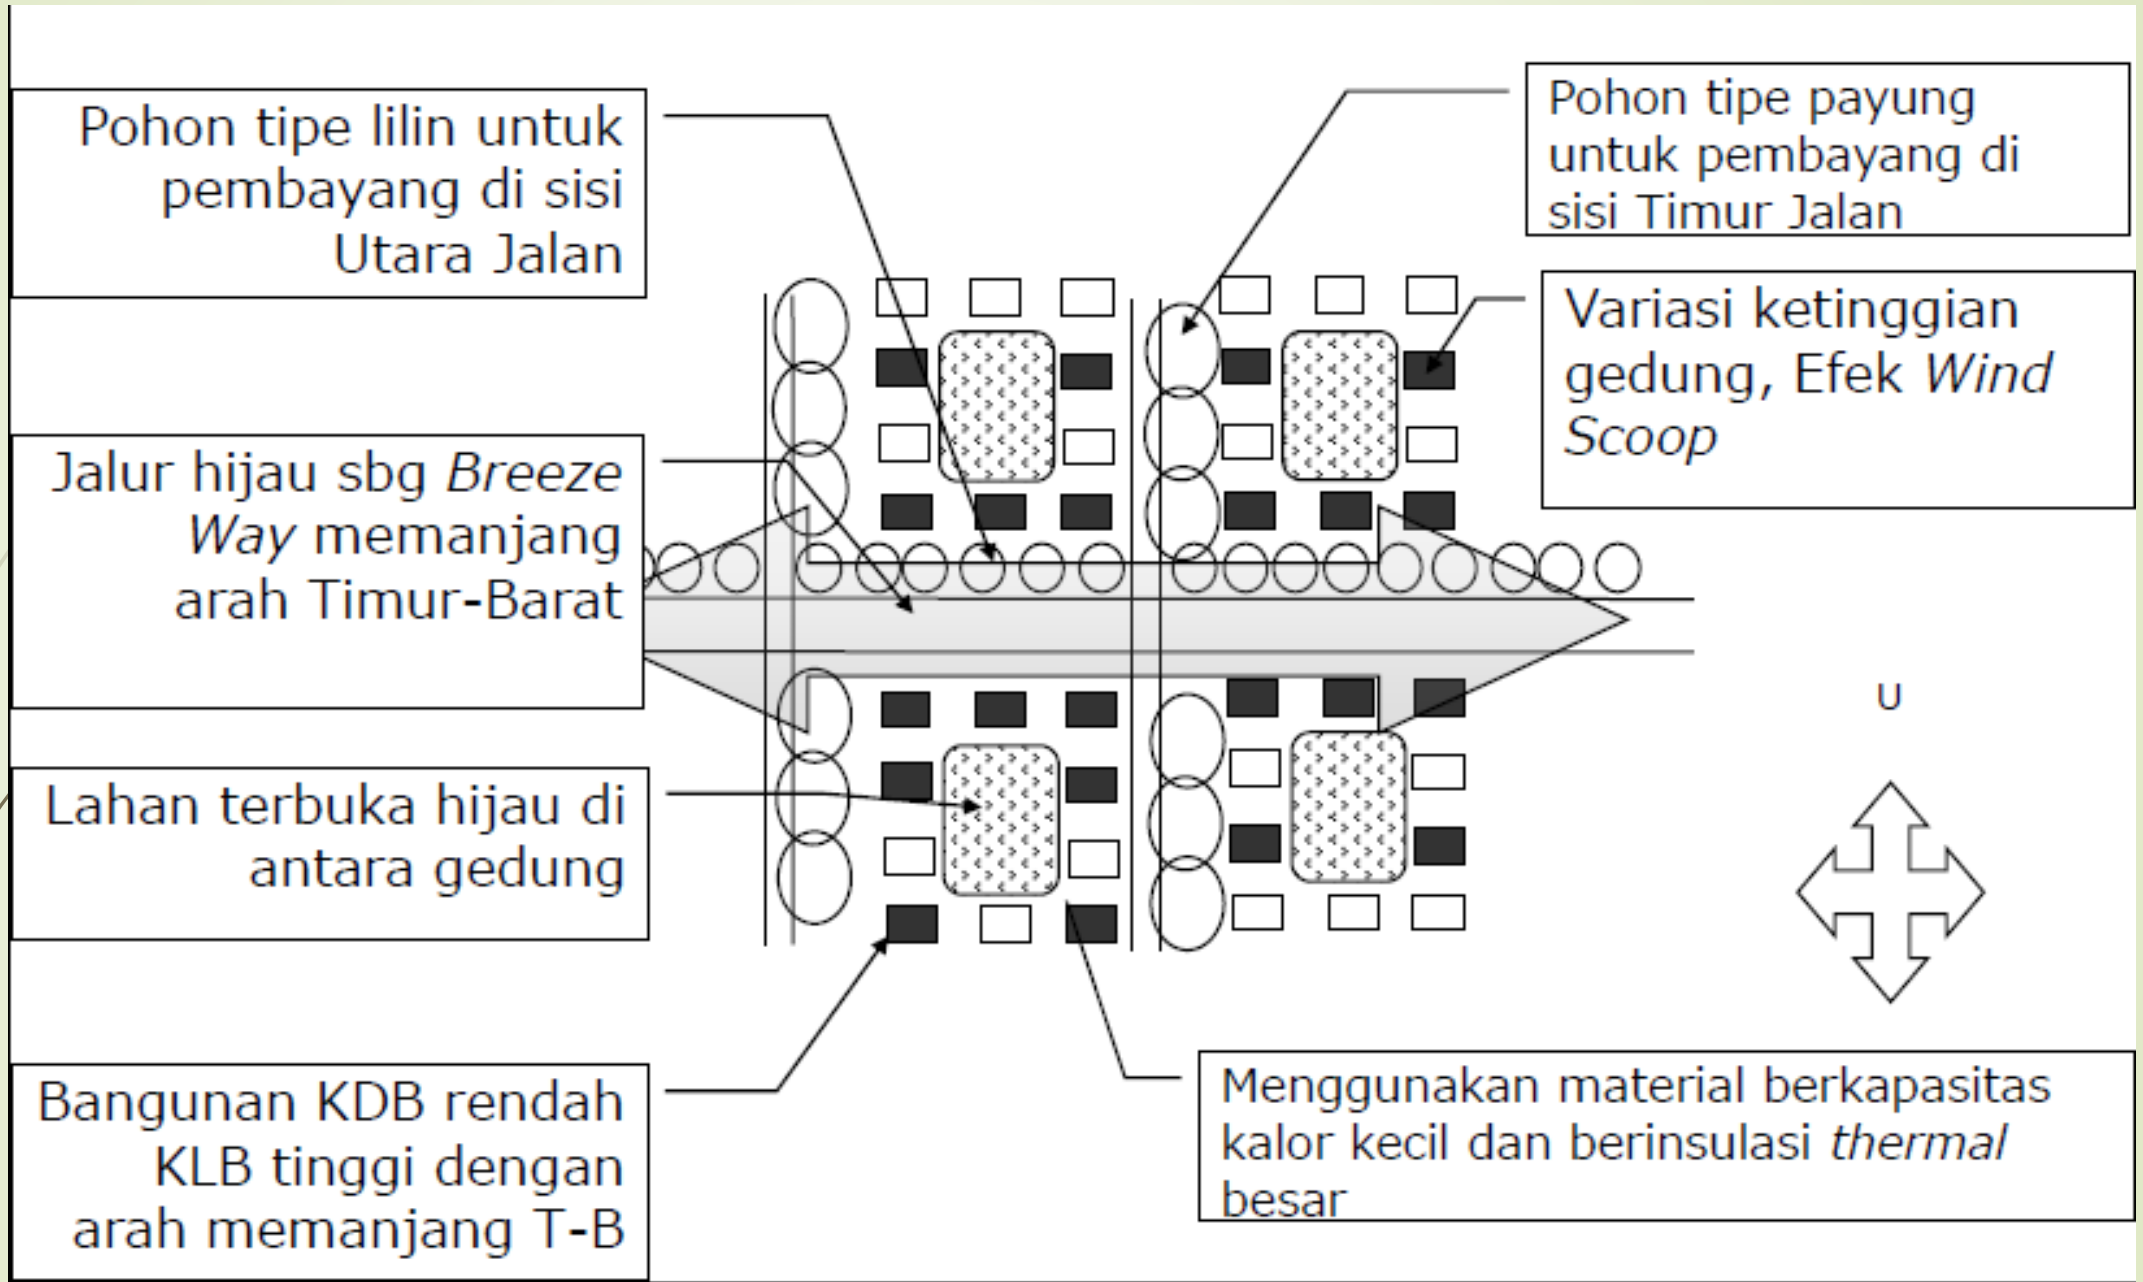 Pohon tipe lilin untuk
pembayang di sisi
Utara Jalan
Jalur hijau sbg Breeze
Way memanjang
arah Timur-Barat
Lahan terbuka hijau di
antara gedung
Bangunan KDB rendah
KLB tinggi dengan
arah memanjang T-B
Pohon tipe payung
untuk pembayang di
sisi Timur Jalan
Variasi ketinggian
gedung, Efek Wind
Scoop
U
Menggunakan material berkapasitas
kalor kecil dan berinsulasi thermal
besar